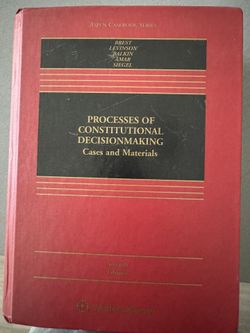 ASPEN CASEBOOK SERIES
BREST
LEVINSON
BALKIN
AMAR
SIEGEL
PROCESSES OF
CONSTITUTIONAL
DECISIONMAKING
Cases and Materials
Edition
Wolters Kluwer